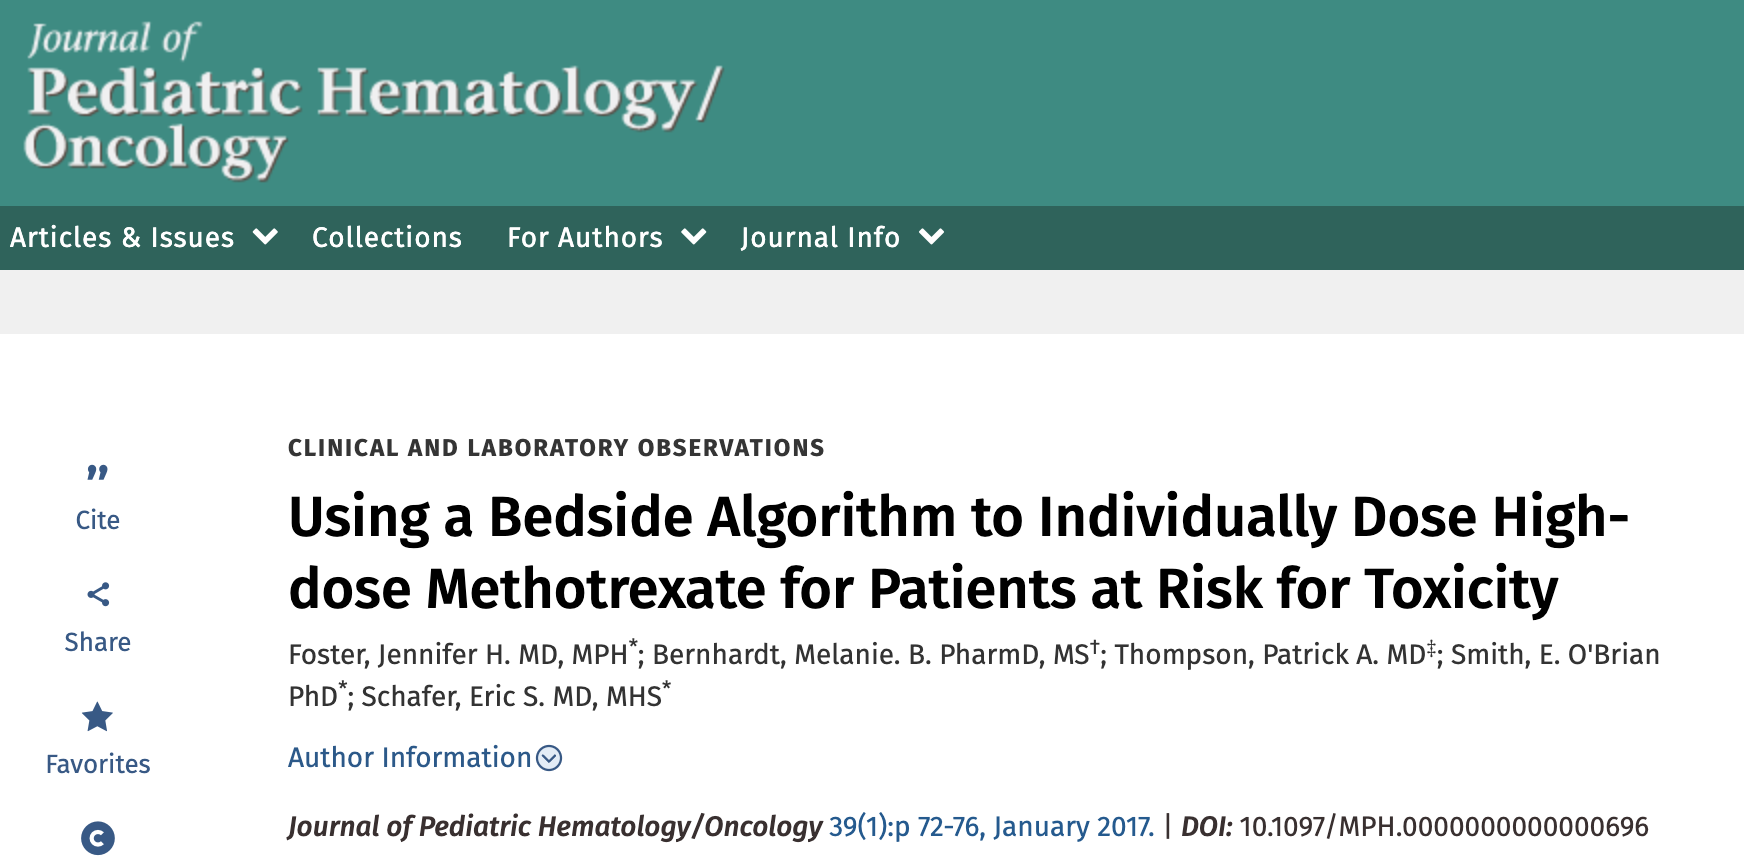 Journal of
Pediatric Hematology/
Oncology
Articles & Issues
Collections
For Authors
Journal Info
CLINICAL AND LABORATORY OBSERVATIONS
Using a Bedside Algorithm to Individually Dose High-
dose Methotrexate for Patients at Risk for Toxicity
Foster, Jennifer H. MD, MPH*; Bernhardt, Melanie. B. PharmD, MS†; Thompson, Patrick A. MD‡; Smith, E. O'Brian
PhD*; Schafer, Eric S. MD, MHS*
Author Information
Journal of Pediatric Hematology/Oncology 39(1):p 72-76, January 2017. | DOI: 10.1097/MPH.0000000000000696
”
Cite
Share
Favorites
C